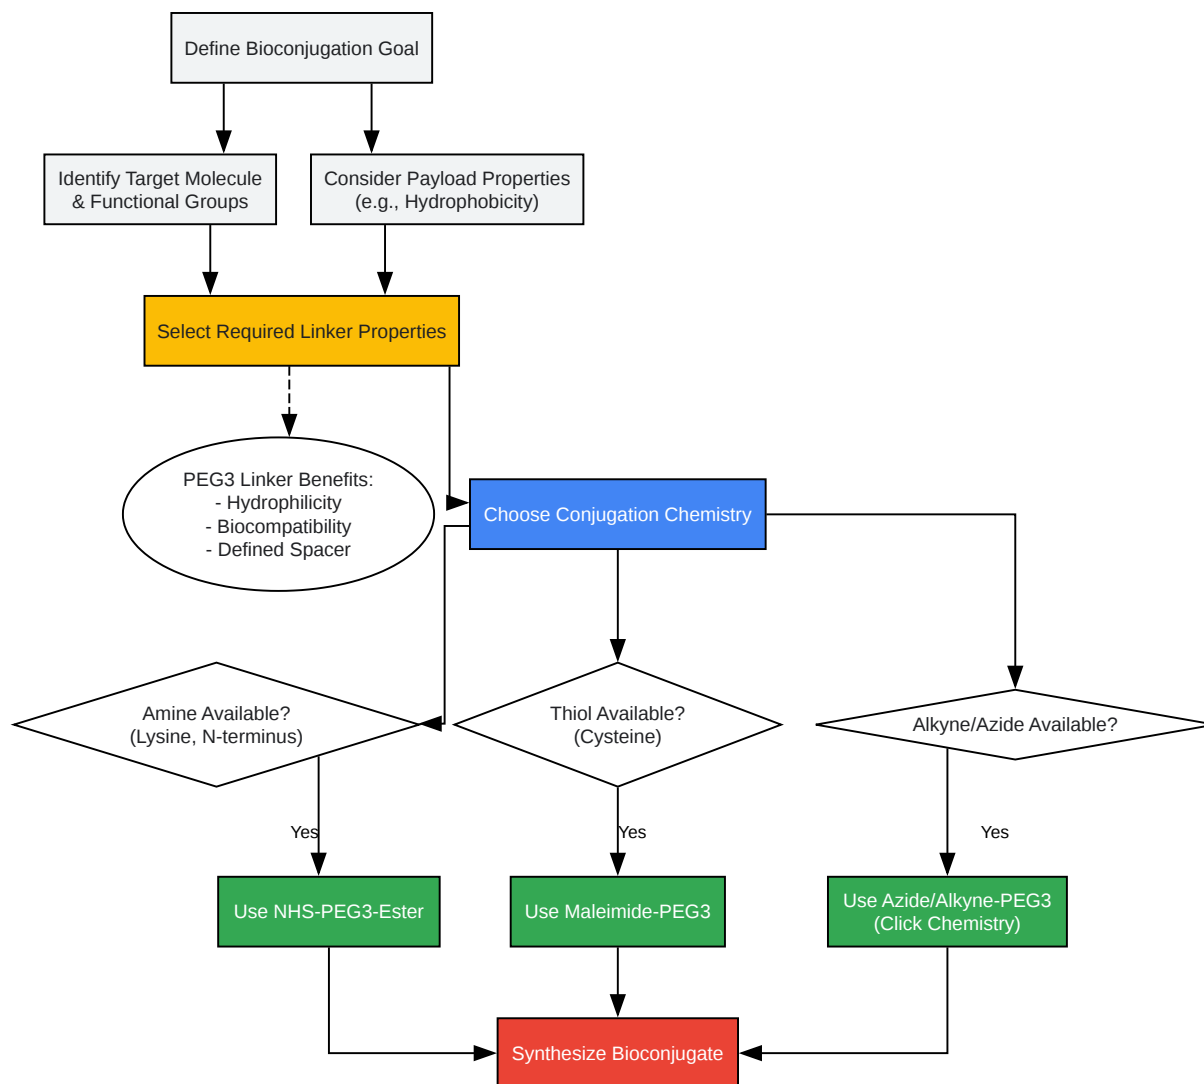 Define Bioconjugation Goal
Identify Target Molecule
& Functional Groups
Consider Payload Properties
(e.g., Hydrophobicity)
Select Required Linker Properties
PEG3 Linker Benefits:
- Hydrophilicity
- Biocompatibility
- Defined Spacer
Choose Conjugation Chemistry
Amine Available?
(Lysine, N-terminus)
Thiol Available?
(Cysteine)
Alkyne/Azide Available?
Yes
Yes
Yes
Use NHS-PEG3-Ester
Use Maleimide-PEG3
Use Azide/Alkyne-PEG3
(Click Chemistry)
Synthesize Bioconjugate